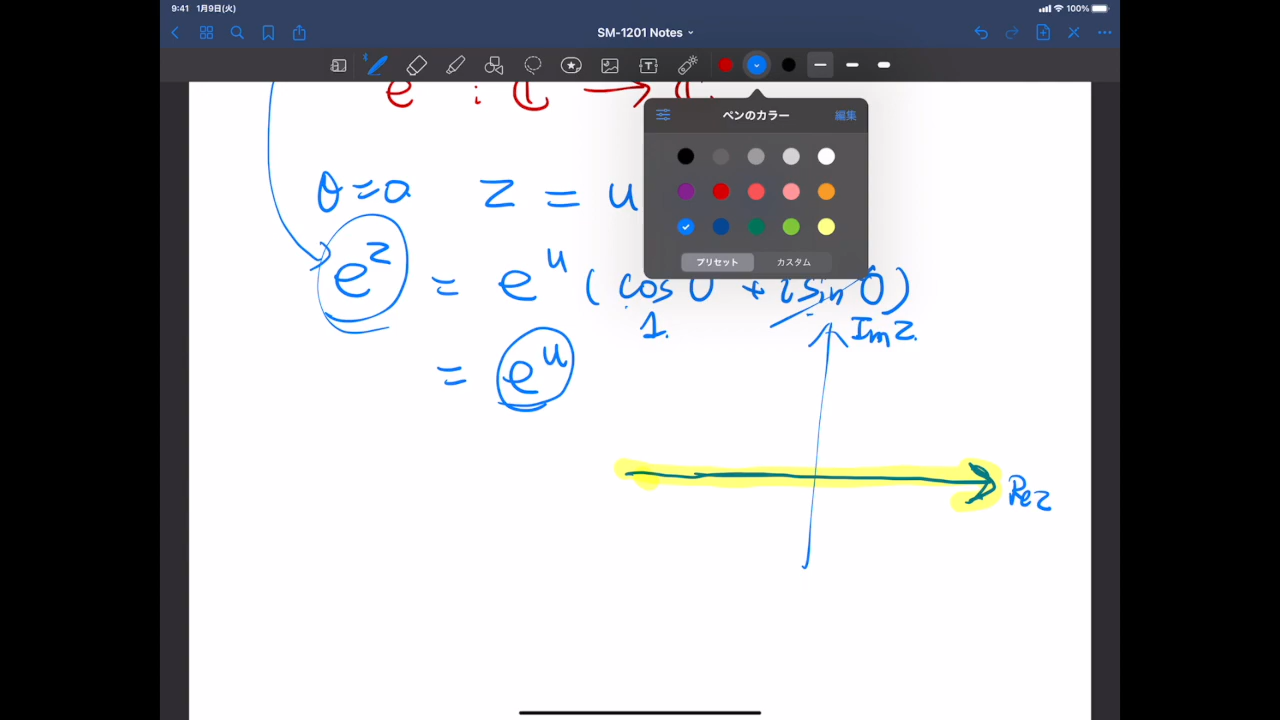 9:41 1月9日(火) 100%
SM-1201 Notes
e : ℂ → ℂ.
ペンのカラー 編集
プリセット カスタム
θ=0 z = u
e^z = e^u ( cos 0 + i sin 0 )
1.
Im z.
= e^u
Re z